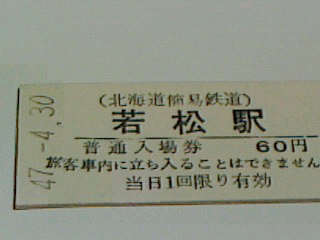 47.-4.30
(北海道簡易鉄道)
若松駅
普通入場券 60円
旅客車内に立ち入ることはできません
当日1回限り有効